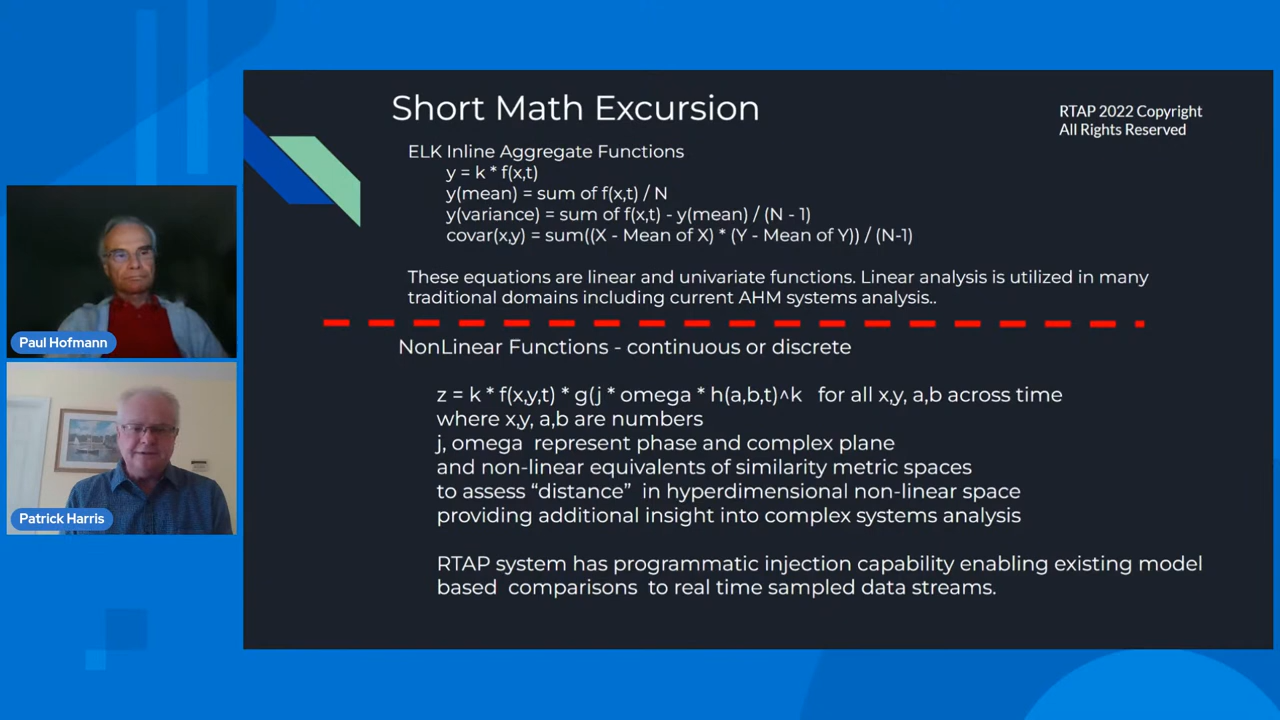 Short Math Excursion
RTAP 2022 Copyright
All Rights Reserved
ELK Inline Aggregate Functions
y = k * f(x,t)
y(mean) = sum of f(x,t) / N
y(variance) = sum of f(x,t) - y(mean) / (N - 1)
covar(x,y) = sum((X - Mean of X) * (Y - Mean of Y)) / (N-1)
These equations are linear and univariate functions. Linear analysis is utilized in many
traditional domains including current AHM systems analysis..
NonLinear Functions - continuous or discrete
z = k * f(x,y,t) * g(j * omega * h(a,b,t)^k for all x,y, a,b across time
where x,y, a,b are numbers
j, omega represent phase and complex plane
and non-linear equivalents of similarity metric spaces
to assess “distance” in hyperdimensional non-linear space
providing additional insight into complex systems analysis
RTAP system has programmatic injection capability enabling existing model
based comparisons to real time sampled data streams.
Paul Hofmann
Patrick Harris